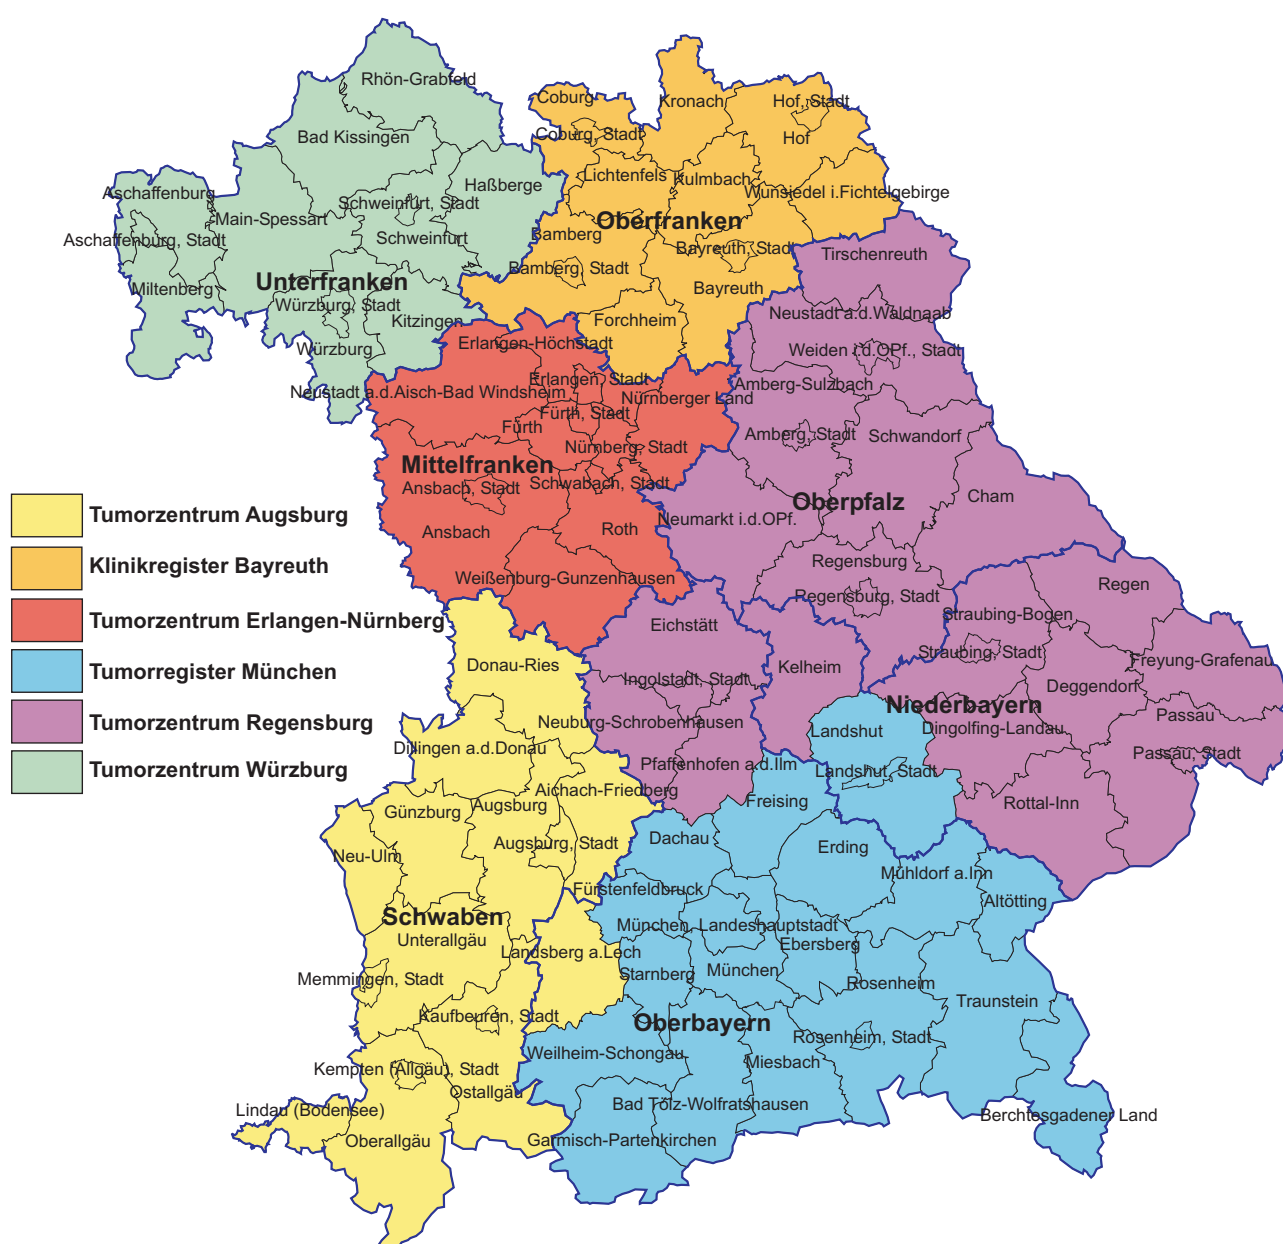 Rhön-Grabfeld
Coburg
Kronach
Hof, Stadt
Bad Kissingen
Coburg, Stadt
Hof
Lichtenfels
Kulmbach
Haßberge
Aschaffenburg
Wunsiedel i.Fichtelgebirge
Schweinfurt, Stadt
Main-Spessart
Oberfranken
Bamberg
Aschaffenburg, Stadt
Schweinfurt
Bayreuth, Stadt
Tirschenreuth
Bamberg, Stadt
Unterfranken
Miltenberg
Bayreuth
Würzburg, Stadt
Neustadt a.d.Waldnaab
Kitzingen
Forchheim
Erlangen-Höchstadt
Würzburg
Weiden i.d.OPf., Stadt
Erlangen, Stadt
Amberg-Sulzbach
Neustadt a.d.Aisch-Bad Windsheim
Nürnberger Land
Fürth, Stadt
Fürth
Amberg, Stadt
Schwandorf
Nürnberg, Stadt
Mittelfranken
Schwabach, Stadt
Ansbach, Stadt
Cham
Oberpfalz
Tumorzentrum Augsburg
Neumarkt i.d.OPf.
Roth
Ansbach
Regensburg
Klinikregister Bayreuth
Weißenburg-Gunzenhausen
Regen
Regensburg, Stadt
Straubing-Bogen
Tumorzentrum Erlangen-Nürnberg
Eichstätt
Straubing, Stadt
Freyung-Grafenau
Donau-Ries
Kelheim
Tumorregister München
Ingolstadt, Stadt
Deggendorf
Niederbayern
Passau
Tumorzentrum Regensburg
Neuburg-Schrobenhausen
Dingolfing-Landau
Landshut
Dillingen a.d.Donau
Passau, Stadt
Pfaffenhofen a.d.Ilm
Tumorzentrum Würzburg
Landshut, Stadt
Aichach-Friedberg
Freising
Rottal-Inn
Augsburg
Günzburg
Dachau
Augsburg, Stadt
Erding
Neu-Ulm
Mühldorf a.Inn
Fürstenfeldbruck
Altötting
Schwaben
München
Landeshauptstadt
Unterallgäu
Ebersberg
Landsberg a.Lech
München
Starnberg
Memmingen, Stadt
Rosenheim
Traunstein
Kaufbeuren, Stadt
Oberbayern
Rosenheim, Stadt
Weilheim-Schongau
Miesbach
Kempten (Allgäu), Stadt
Ostallgäu
Bad Tölz-Wolfratshausen
Lindau (Bodensee)
Berchtesgadener Land
Oberallgäu
Garmisch-Partenkirchen